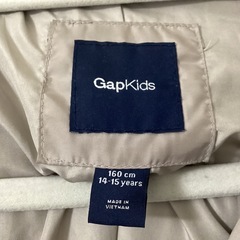 GapKids
160 cm
14-15 years
MADE IN
VIETNAM